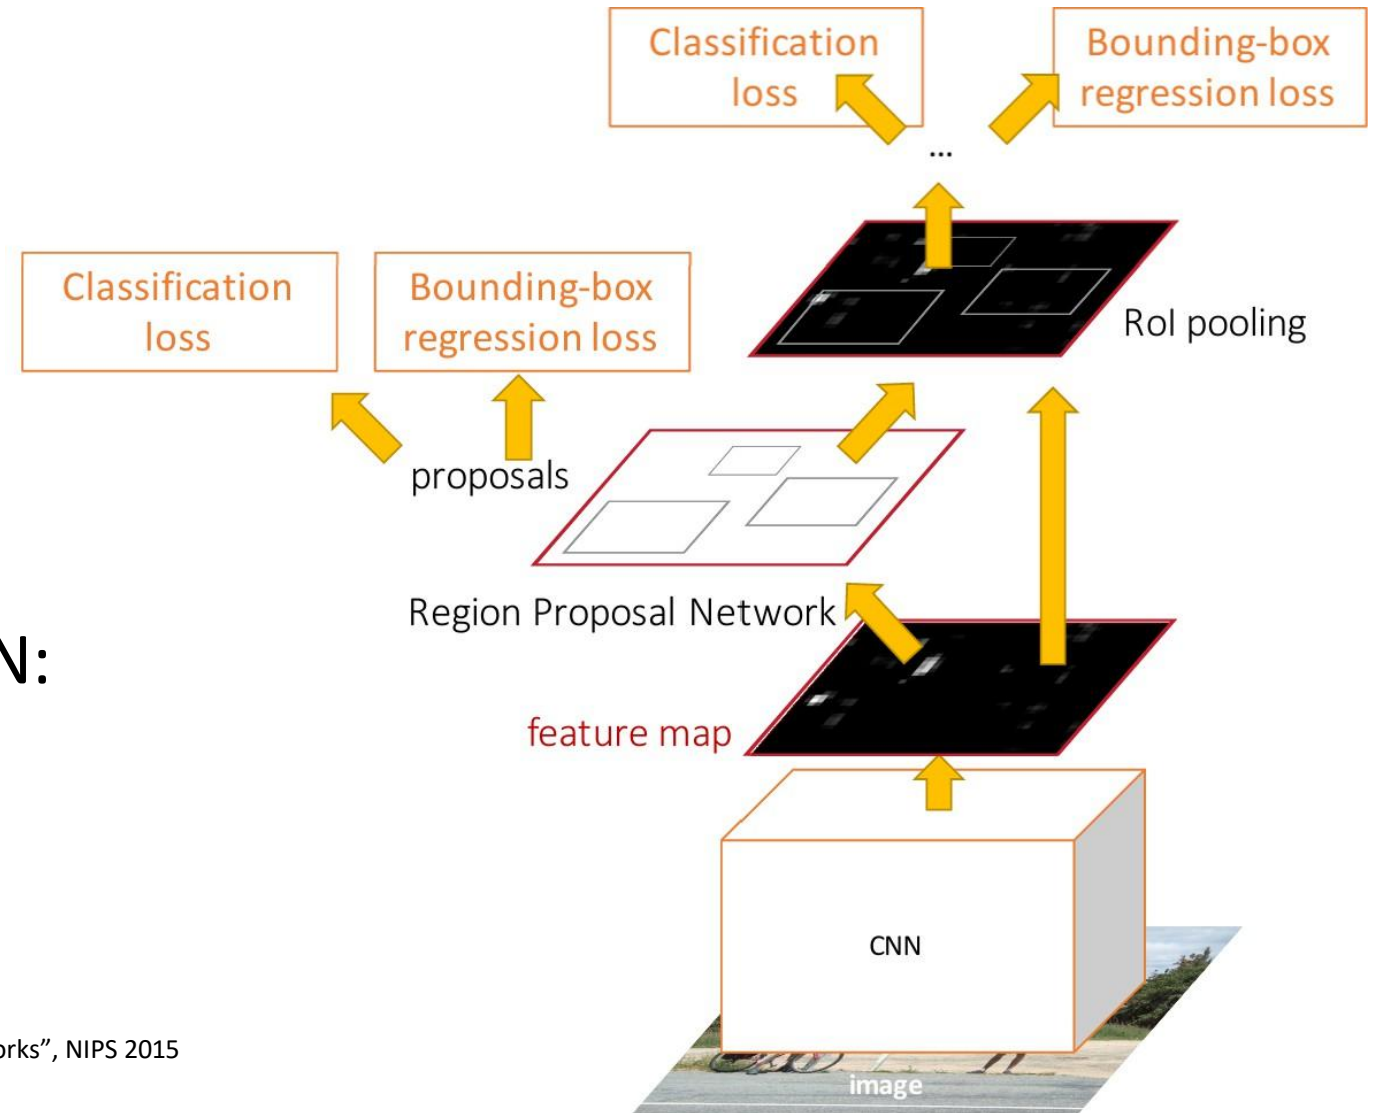 Classification
loss
Bounding-box
regression loss
...
Classification
loss
Bounding-box
regression loss
RoI pooling
proposals
Region Proposal Network
N:
feature map
CNN
orks”, NIPS 2015
image